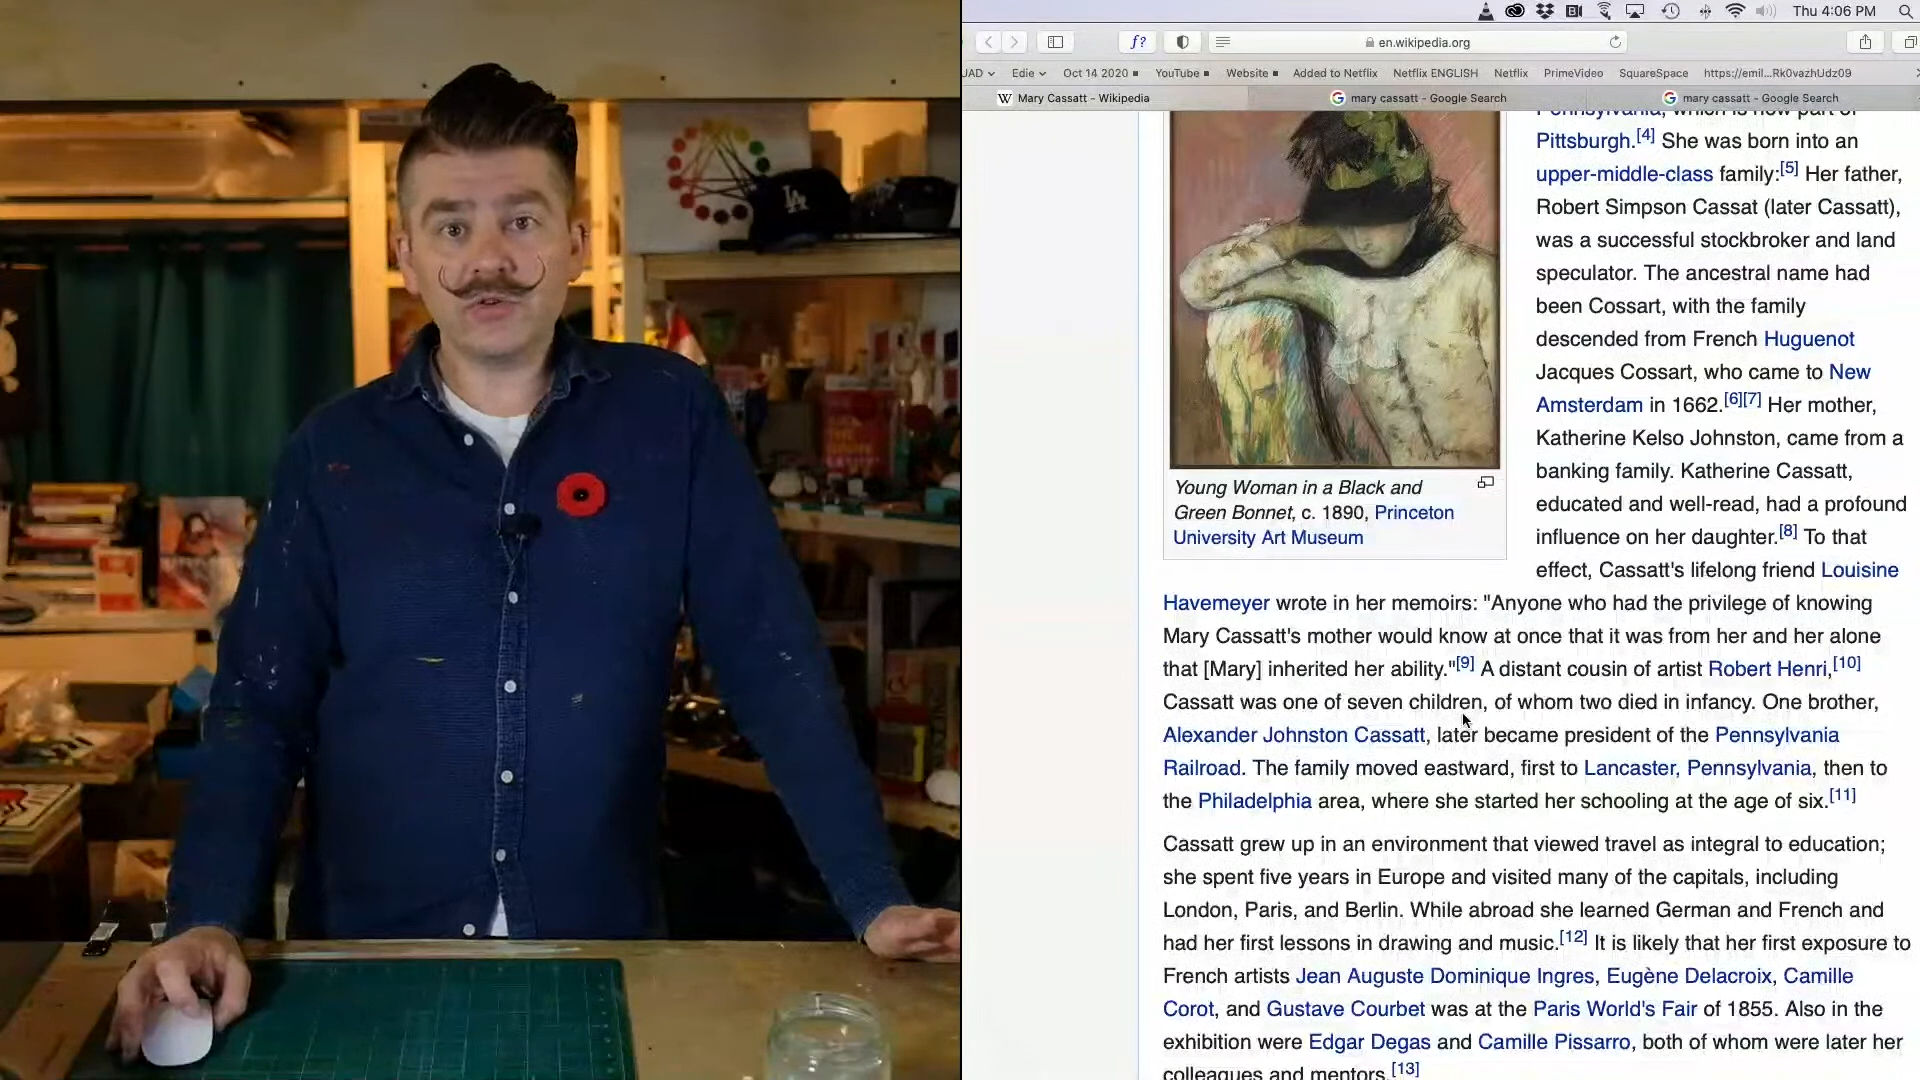 Thu 4:06 PM
f?
en.wikipedia.org
Edie
Oct 14 2020
YouTube
Website
Added to Netflix
Netflix ENGLISH
Netflix
PrimeVideo
SquareSpace
https://emil...Rk0vazhUdz09
W Mary Cassatt - Wikipedia
mary cassatt - Google Search
mary cassatt - Google Search
LA
Pennsylvania, which is now part of
Pittsburgh.[4] She was born into an
upper-middle-class family:[5] Her father,
Robert Simpson Cassat (later Cassatt),
was a successful stockbroker and land
speculator. The ancestral name had
been Cossart, with the family
descended from French Huguenot
Jacques Cossart, who came to New
Amsterdam in 1662.[6][7] Her mother,
Katherine Kelso Johnston, came from a
banking family. Katherine Cassatt,
educated and well-read, had a profound
influence on her daughter.[8] To that
effect, Cassatt's lifelong friend Louisine
Young Woman in a Black and
Green Bonnet, c. 1890, Princeton
University Art Museum
Havemeyer wrote in her memoirs: "Anyone who had the privilege of knowing
Mary Cassatt's mother would know at once that it was from her and her alone
that [Mary] inherited her ability."[9] A distant cousin of artist Robert Henri,[10]
Cassatt was one of seven children, of whom two died in infancy. One brother,
Alexander Johnston Cassatt, later became president of the Pennsylvania
Railroad. The family moved eastward, first to Lancaster, Pennsylvania, then to
the Philadelphia area, where she started her schooling at the age of six.[11]
Cassatt grew up in an environment that viewed travel as integral to education;
she spent five years in Europe and visited many of the capitals, including
London, Paris, and Berlin. While abroad she learned German and French and
had her first lessons in drawing and music.[12] It is likely that her first exposure to
French artists Jean Auguste Dominique Ingres, Eugène Delacroix, Camille
Corot, and Gustave Courbet was at the Paris World's Fair of 1855. Also in the
exhibition were Edgar Degas and Camille Pissarro, both of whom were later her
colleagues and mentors.[13]